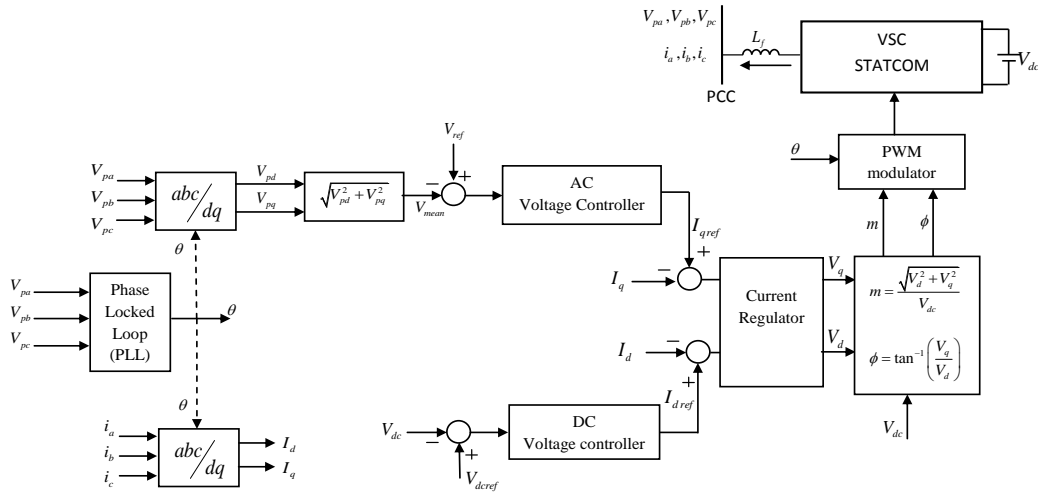 V_pa, V_pb, V_pc
i_a, i_b, i_c
L_f
PCC
VSC
STATCOM
V_dc
θ
PWM
modulator
V_pa
V_pb
V_pc
abc/dq
V_pd
V_pq
√(V_pd² + V_pq²)
V_ref
+
−
V_mean
AC
Voltage Controller
I_qref
+
−
I_q
θ
V_pa
V_pb
V_pc
Phase
Locked
Loop
(PLL)
θ
θ
i_a
i_b
i_c
abc/dq
I_d
I_q
V_dc
−
+
V_dcref
DC
Voltage controller
I_dref
+
−
I_d
Current
Regulator
V_q
V_d
m
ϕ
m = √(V_d² + V_q²) / V_dc
ϕ = tan⁻¹(V_q / V_d)
V_dc